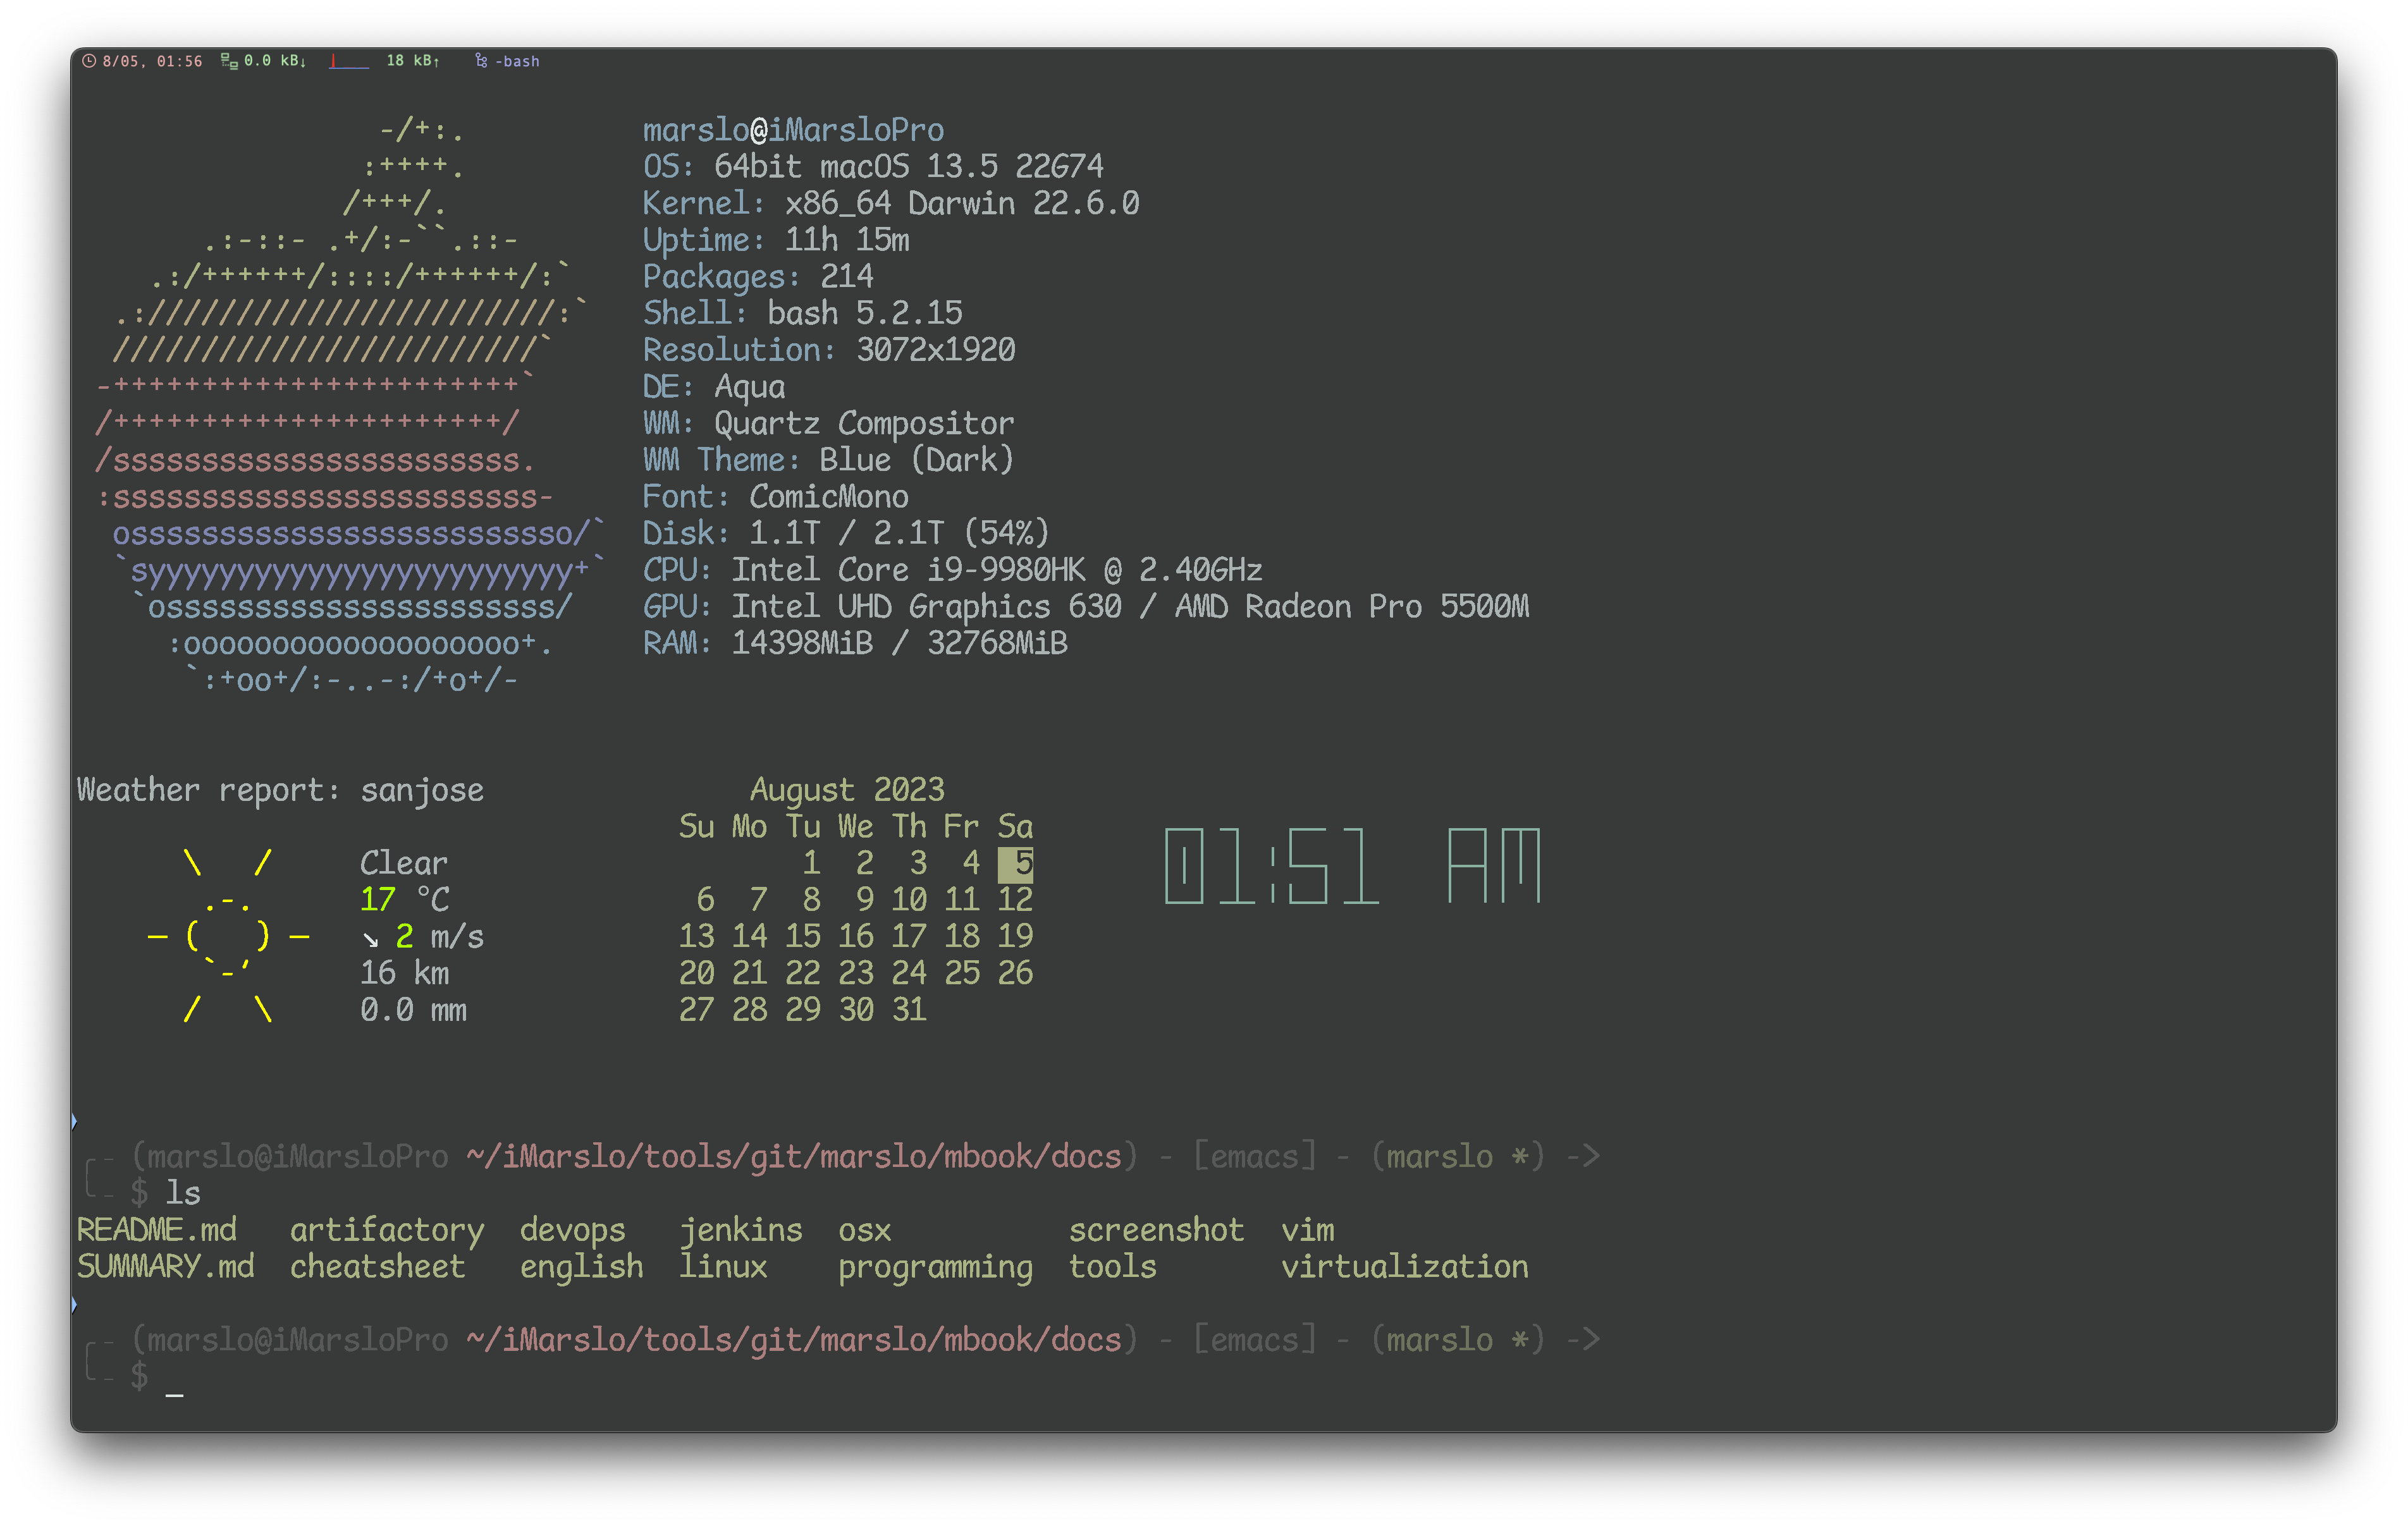 8/05, 01:56 0.0 kB↓ 18 kB↑ -bash
marslo@iMarsloPro
OS: 64bit macOS 13.5 22G74
Kernel: x86_64 Darwin 22.6.0
Uptime: 11h 15m
Packages: 214
Shell: bash 5.2.15
Resolution: 3072x1920
DE: Aqua
WM: Quartz Compositor
WM Theme: Blue (Dark)
Font: ComicMono
Disk: 1.1T / 2.1T (54%)
CPU: Intel Core i9-9980HK @ 2.40GHz
GPU: Intel UHD Graphics 630 / AMD Radeon Pro 5500M
RAM: 14398MiB / 32768MiB
Weather report: sanjose
Clear
17 °C
↘ 2 m/s
16 km
0.0 mm
August 2023
Su Mo Tu We Th Fr Sa
1 2 3 4 5
6 7 8 9 10 11 12
13 14 15 16 17 18 19
20 21 22 23 24 25 26
27 28 29 30 31
01:51 AM
(marslo@iMarsloPro ~/iMarslo/tools/git/marslo/mbook/docs) - [emacs] - (marslo *) ->
$ ls
README.md artifactory devops jenkins osx screenshot vim
SUMMARY.md cheatsheet english linux programming tools virtualization
(marslo@iMarsloPro ~/iMarslo/tools/git/marslo/mbook/docs) - [emacs] - (marslo *) ->
$ _